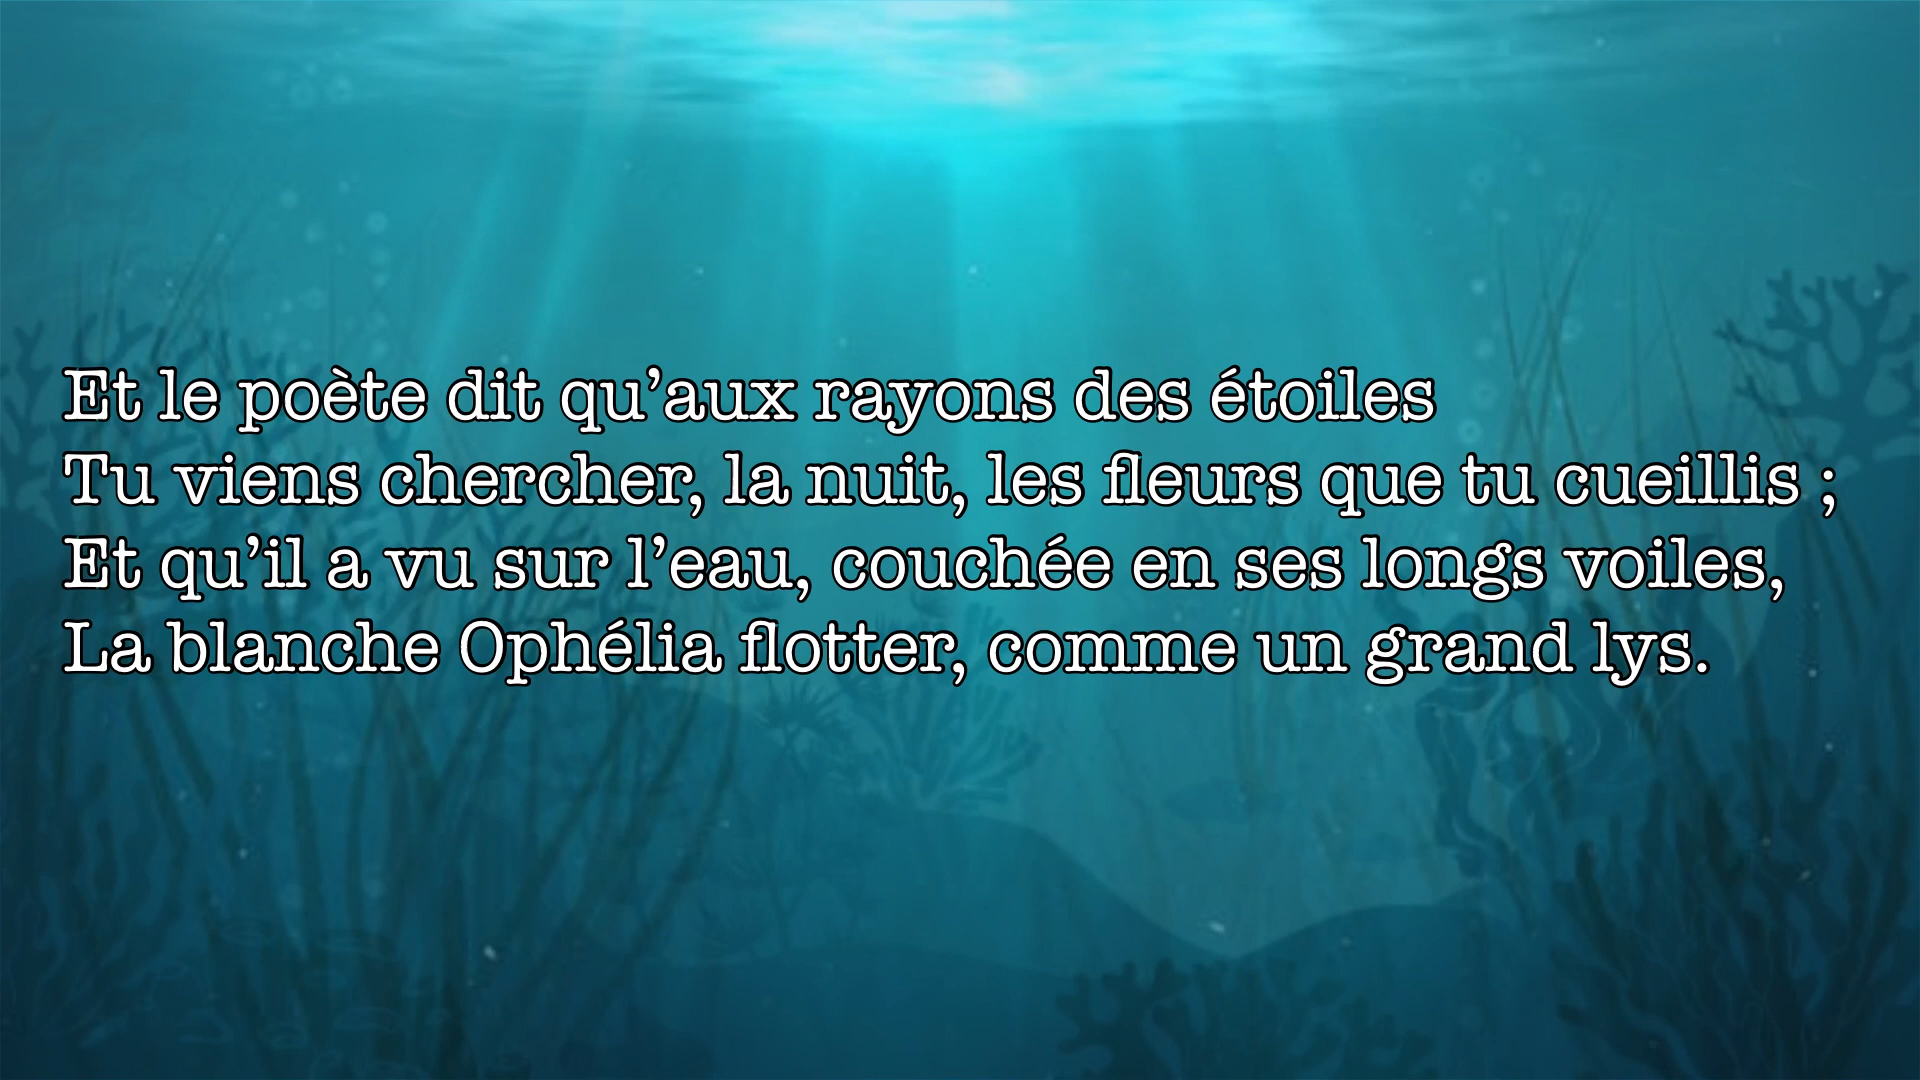 Et le poète dit qu’aux rayons des étoiles
Tu viens chercher, la nuit, les fleurs que tu cueillis ;
Et qu’il a vu sur l’eau, couchée en ses longs voiles,
La blanche Ophélia flotter, comme un grand lys.